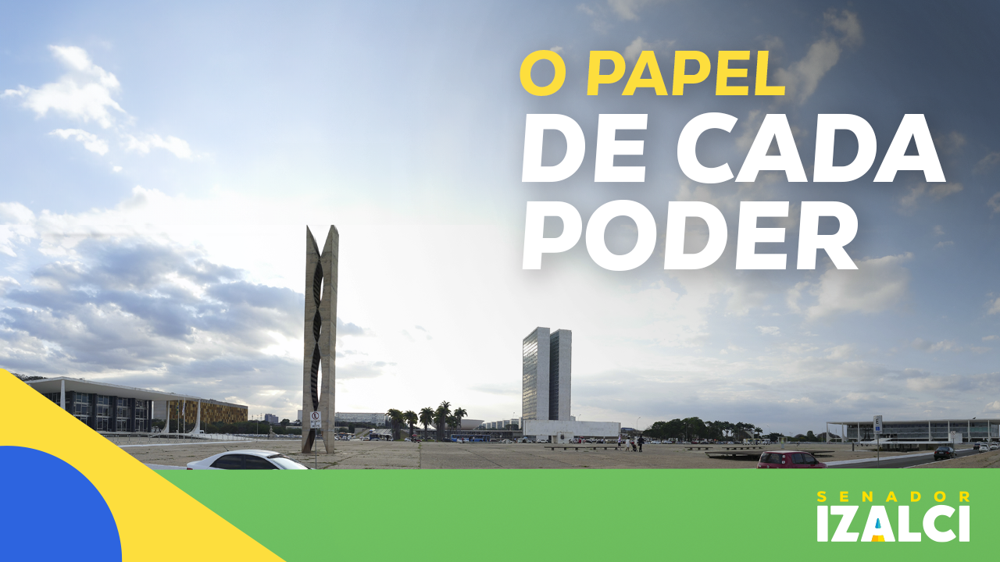 O PAPEL
DE CADA
PODER
SENADOR
IZALCI